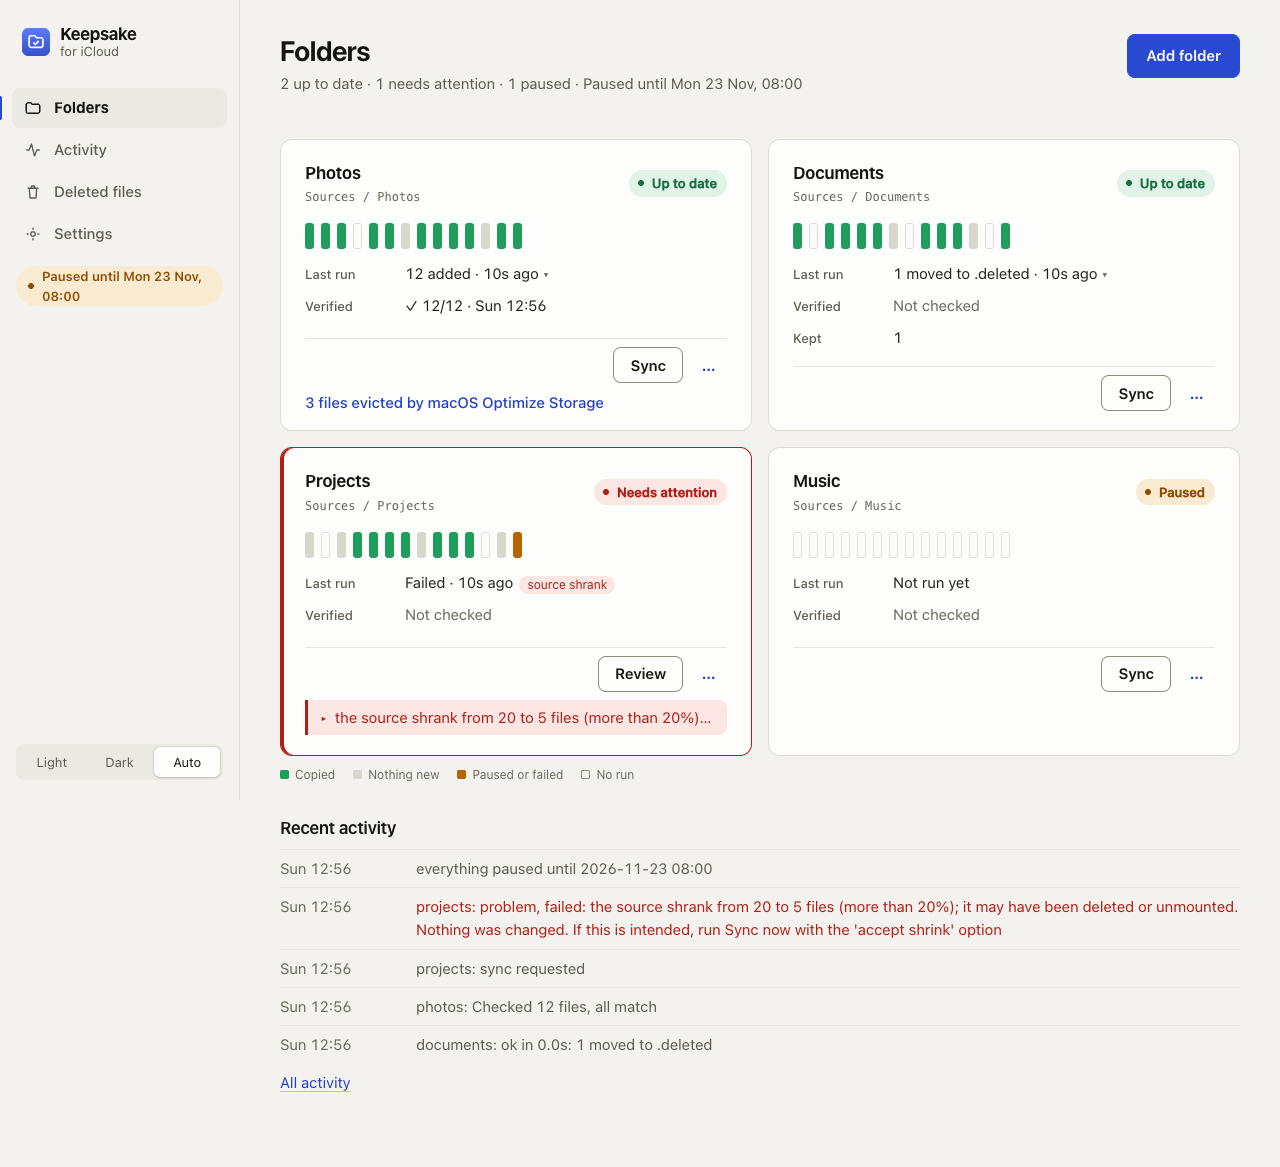 Keepsake
for iCloud
Folders
Activity
Deleted files
Settings
Paused until Mon 23 Nov,
08:00
Light
Dark
Auto
Folders
2 up to date · 1 needs attention · 1 paused · Paused until Mon 23 Nov, 08:00
Add folder
Photos
Sources / Photos
Up to date
Last run
12 added · 10s ago ▾
Verified
✓ 12/12 · Sun 12:56
Sync
...
3 files evicted by macOS Optimize Storage
Documents
Sources / Documents
Up to date
Last run
1 moved to .deleted · 10s ago ▾
Verified
Not checked
Kept
1
Sync
...
Projects
Sources / Projects
Needs attention
Last run
Failed · 10s ago source shrank
Verified
Not checked
Review
...
▸ the source shrank from 20 to 5 files (more than 20%)...
Music
Sources / Music
Paused
Last run
Not run yet
Verified
Not checked
Sync
...
Copied
Nothing new
Paused or failed
No run
Recent activity
Sun 12:56 everything paused until 2026-11-23 08:00
Sun 12:56 projects: problem, failed: the source shrank from 20 to 5 files (more than 20%); it may have been deleted or unmounted.
Nothing was changed. If this is intended, run Sync now with the 'accept shrink' option
Sun 12:56 projects: sync requested
Sun 12:56 photos: Checked 12 files, all match
Sun 12:56 documents: ok in 0.0s: 1 moved to .deleted
All activity